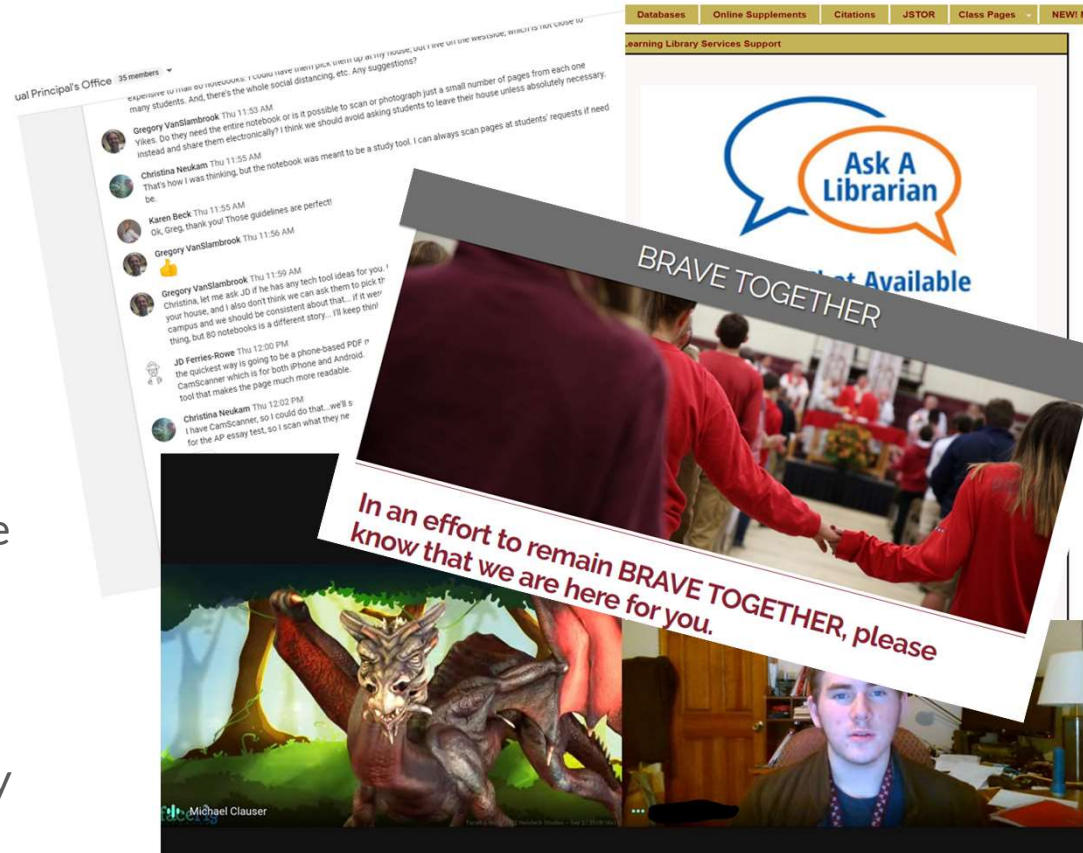 ual Principal's Office 35 members
expensive to mail 80 notebooks. I could have them pick them up at my house, but I live on the westside, which is not close to
many students. And, there's the whole social distancing, etc. Any suggestions?
Gregory VanSlambrook Thu 11:53 AM
Yikes. Do they need the entire notebook or is it possible to scan or photograph just a small number of pages from each one
instead and share them electronically? I think we should avoid asking students to leave their house unless absolutely necessary.
Christina Neukam Thu 11:55 AM
That's how I was thinking, but the notebook was meant to be a study tool. I can always scan pages at students' requests if need
be.
Karen Beck Thu 11:55 AM
Ok, Greg, thank you! Those guidelines are perfect!
Gregory VanSlambrook Thu 11:56 AM
👍
Gregory VanSlambrook Thu 11:59 AM
Christina, let me ask JD if he has any tech tool ideas for you.
your house, and I also don't think we can ask them to pick th
campus and we should be consistent about that... if it were
thing, but 80 notebooks is a different story... I'll keep thin
JD Ferries-Rowe Thu 12:00 PM
the quickest way is going to be a phone-based PDF
CamScanner which is for both iPhone and Android.
tool that makes the page much more readable.
Christina Neukam Thu 12:02 PM
I have CamScanner, so I could do that...we'll s
for the AP essay test, so I scan what they ne
Databases Online Supplements Citations JSTOR Class Pages NEW!
Learning Library Services Support
Ask A
Librarian
Available
BRAVE TOGETHER
In an effort to remain BRAVE TOGETHER, please
know that we are here for you.
e
y
Michael Clauser